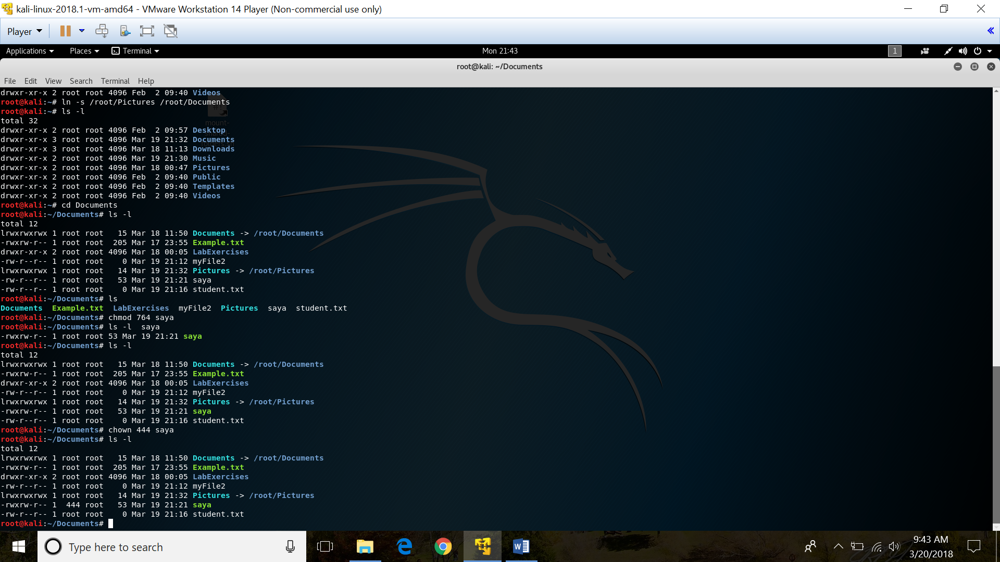 kali-linux-2018.1-vm-amd64 - VMware Workstation 14 Player (Non-commercial use only)
Player
Applications Places Terminal Mon 21:43 1
root@kali: ~/Documents
File Edit View Search Terminal Help
drwxr-xr-x 2 root root 4096 Feb  2 09:40 Videos
root@kali:~# ln -s /root/Pictures /root/Documents
root@kali:~# ls -l
total 32
mount-
drwxr-xr-x 2 root root 4096 Feb  2 09:57 Desktop
drwxr-xr-x 3 root root 4096 Mar 19 21:32 Documents
drwxr-xr-x 3 root root 4096 Mar 18 11:13 Downloads
drwxr-xr-x 2 root root 4096 Mar 19 21:30 Music
drwxr-xr-x 2 root root 4096 Mar 18 00:47 Pictures
drwxr-xr-x 2 root root 4096 Feb  2 09:40 Public
drwxr-xr-x 2 root root 4096 Feb  2 09:40 Templates
drwxr-xr-x 2 root root 4096 Feb  2 09:40 Videos
root@kali:~# cd Documents
root@kali:~/Documents# ls -l
total 12
lrwxrwxrwx 1 root root   15 Mar 18 11:50 Documents -> /root/Documents
-rwxrw-r-- 1 root root  205 Mar 17 23:55 Example.txt
drwxr-xr-x 2 root root 4096 Mar 18 00:05 LabExercises
-rw-r--r-- 1 root root    0 Mar 19 21:12 myFile2
lrwxrwxrwx 1 root root   14 Mar 19 21:32 Pictures -> /root/Pictures
-rw-r--r-- 1 root root   53 Mar 19 21:21 saya
-rw-r--r-- 1 root root    0 Mar 19 21:16 student.txt
root@kali:~/Documents# ls
Documents  Example.txt  LabExercises  myFile2  Pictures  saya  student.txt
root@kali:~/Documents# chmod 764 saya
root@kali:~/Documents# ls -l  saya
-rwxrw-r-- 1 root root 53 Mar 19 21:21 saya
root@kali:~/Documents# ls -l
total 12
lrwxrwxrwx 1 root root   15 Mar 18 11:50 Documents -> /root/Documents
-rwxrw-r-- 1 root root  205 Mar 17 23:55 Example.txt
drwxr-xr-x 2 root root 4096 Mar 18 00:05 LabExercises
-rw-r--r-- 1 root root    0 Mar 19 21:12 myFile2
lrwxrwxrwx 1 root root   14 Mar 19 21:32 Pictures -> /root/Pictures
-rwxrw-r-- 1 root root   53 Mar 19 21:21 saya
-rw-r--r-- 1 root root    0 Mar 19 21:16 student.txt
root@kali:~/Documents# chown 444 saya
root@kali:~/Documents# ls -l
total 12
lrwxrwxrwx 1 root root   15 Mar 18 11:50 Documents -> /root/Documents
-rwxrw-r-- 1 root root  205 Mar 17 23:55 Example.txt
drwxr-xr-x 2 root root 4096 Mar 18 00:05 LabExercises
-rw-r--r-- 1 root root    0 Mar 19 21:12 myFile2
lrwxrwxrwx 1 root root   14 Mar 19 21:32 Pictures -> /root/Pictures
-rwxrw-r-- 1  444 root   53 Mar 19 21:21 saya
-rw-r--r-- 1 root root    0 Mar 19 21:16 student.txt
root@kali:~/Documents#
Type here to search
9:43 AM
3/20/2018